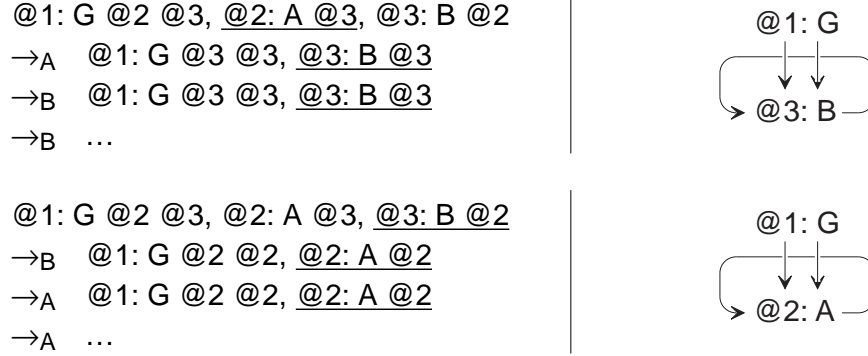 @1: G @2 @3, @2: A @3, @3: B @2
→A @1: G @3 @3, @3: B @3
→B @1: G @3 @3, @3: B @3
→B …
@1: G
@3: B
@1: G @2 @3, @2: A @3, @3: B @2
→B @1: G @2 @2, @2: A @2
→A @1: G @2 @2, @2: A @2
→A …
@1: G
@2: A